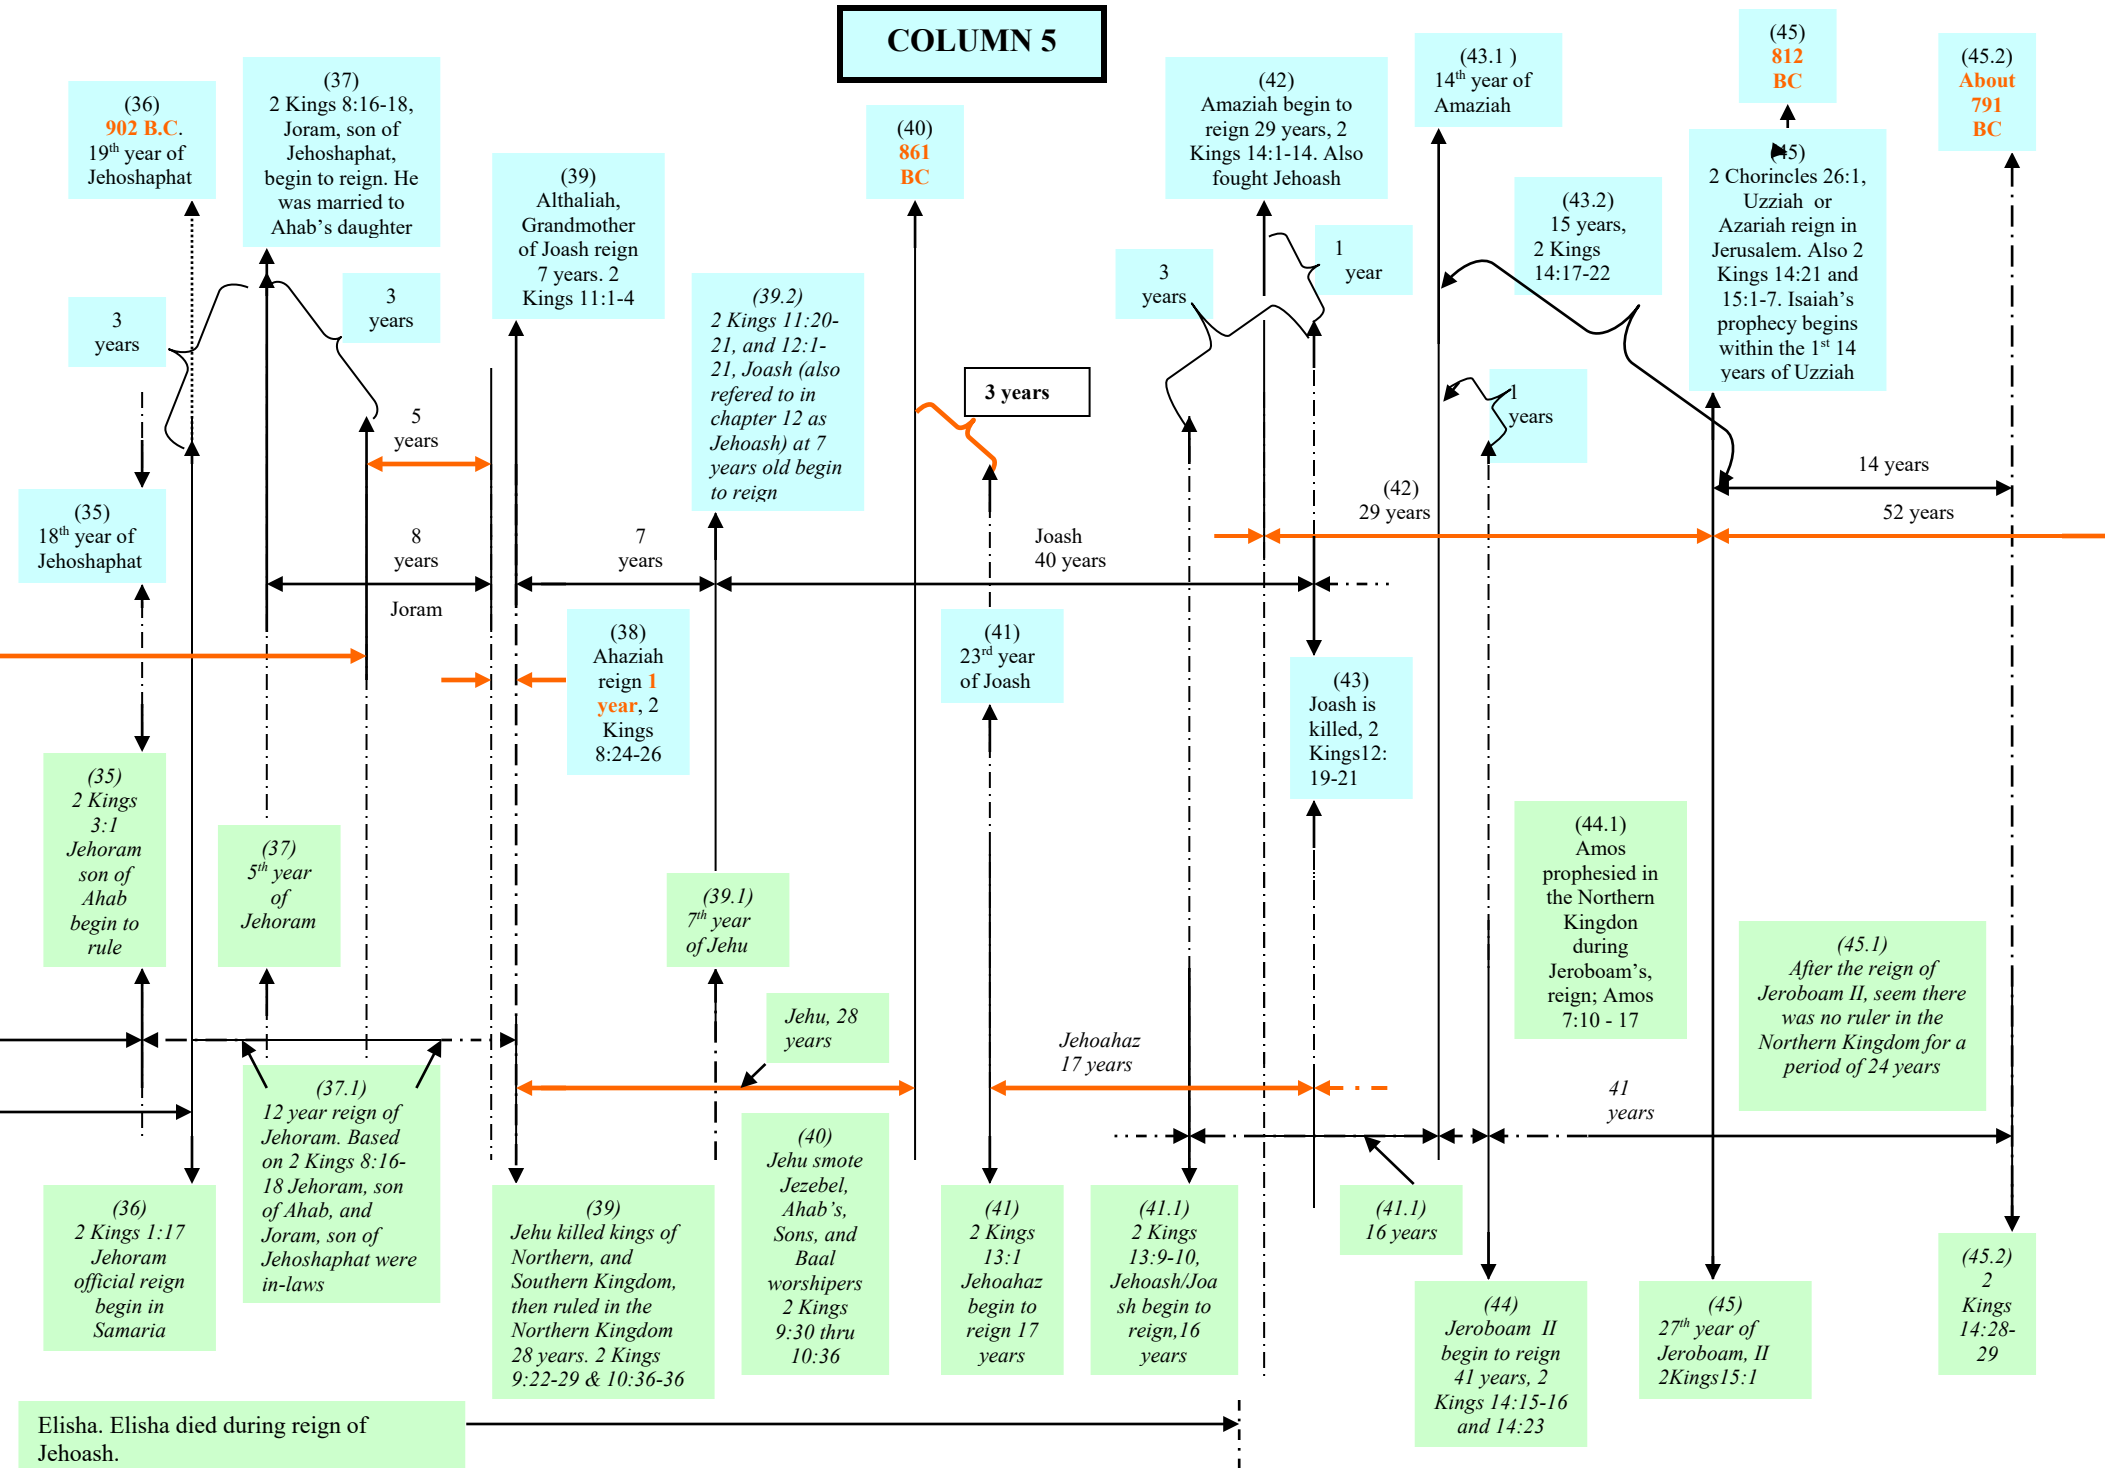 COLUMN 5
(36)
902 B.C.
19th year of
Jehoshaphat
(37)
2 Kings 8:16-18,
Joram, son of
Jehoshaphat,
begin to reign. He
was married to
Ahab's daughter
(39)
Althaliah,
Grandmother
of Joash reign
7 years. 2
Kings 11:1-4
(40)
861
BC
(42)
Amaziah begin to
reign 29 years, 2
Kings 14:1-14. Also
fought Jehoash
(43.1 )
14th year of
Amaziah
(45)
812
BC
(45.2)
About
791
BC
(45)
2 Chorincles 26:1,
Uzziah or
Azariah reign in
Jerusalem. Also 2
Kings 14:21 and
15:1-7. Isaiah's
prophecy begins
within the 1st 14
years of Uzziah
(43.2)
15 years,
2 Kings
14:17-22
3
years
3
years
(39.2)
2 Kings 11:20-
21, and 12:1-
21, Joash (also
refered to in
chapter 12 as
Jehoash) at 7
years old begin
to reign
3 years
3
years
1
year
1
years
5
years
14 years
(35)
18th year of
Jehoshaphat
8
years
Joram
7
years
Joash
40 years
(42)
29 years
52 years
(38)
Ahaziah
reign 1
year, 2
Kings
8:24-26
(41)
23rd year
of Joash
(43)
Joash is
killed, 2
Kings12:
19-21
(35)
2 Kings
3:1
Jehoram
son of
Ahab
begin to
rule
(37)
5th year
of
Jehoram
(39.1)
7th year
of Jehu
(44.1)
Amos
prophesied in
the Northern
Kingdon
during
Jeroboam's,
reign; Amos
7:10 - 17
(45.1)
After the reign of
Jeroboam II, seem there
was no ruler in the
Northern Kingdom for a
period of 24 years
Jehu, 28
years
Jehoahaz
17 years
41
years
(37.1)
12 year reign of
Jehoram. Based
on 2 Kings 8:16-
18 Jehoram, son
of Ahab, and
Joram, son of
Jehoshaphat were
in-laws
(36)
2 Kings 1:17
Jehoram
official reign
begin in
Samaria
(39)
Jehu killed kings of
Northern, and
Southern Kingdom,
then ruled in the
Northern Kingdom
28 years. 2 Kings
9:22-29 & 10:36-36
(40)
Jehu smote
Jezebel,
Ahab's,
Sons, and
Baal
worshipers
2 Kings
9:30 thru
10:36
(41)
2 Kings
13:1
Jehoahaz
begin to
reign 17
years
(41.1)
2 Kings
13:9-10,
Jehoash/Joa
sh begin to
reign,16
years
(41.1)
16 years
(44)
Jeroboam II
begin to reign
41 years, 2
Kings 14:15-16
and 14:23
(45)
27th year of
Jeroboam, II
2Kings15:1
(45.2)
2
Kings
14:28-
29
Elisha. Elisha died during reign of
Jehoash.